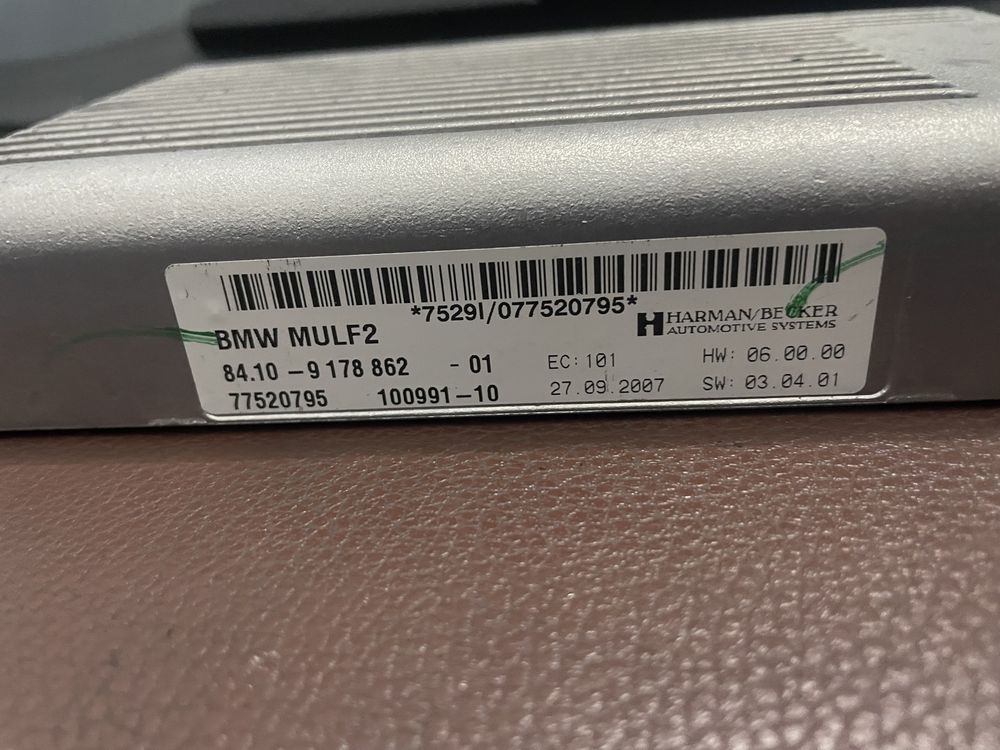 *7529I/077520795*
BMW MULF2
HARMAN/BECKER
AUTOMOTIVE SYSTEMS
84.10 - 9 178 862 - 01
EC: 101
HW: 06.00.00
77520795 100991-10
27.09.2007
SW: 03.04.01